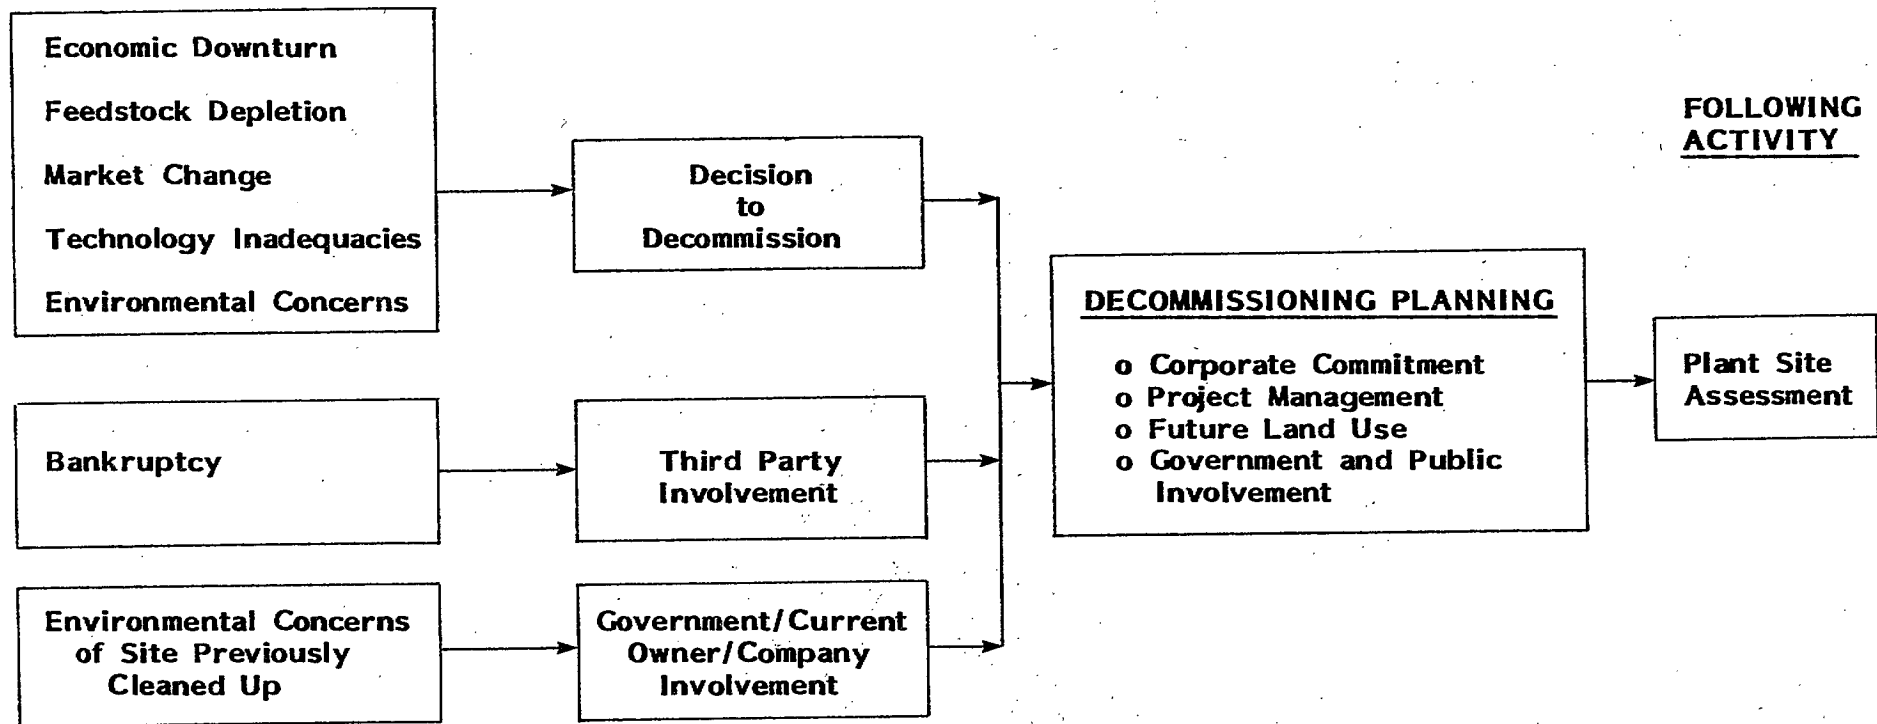 Economic Downturn
Feedstock Depletion
Market Change
Technology Inadequacies
Environmental Concerns
Decision
to
Decommission
Bankruptcy
Third Party
Involvement
Environmental Concerns
of Site Previously
Cleaned Up
Government/Current
Owner/Company
Involvement
DECOMMISSIONING PLANNING
o Corporate Commitment
o Project Management
o Future Land Use
o Government and Public
Involvement
FOLLOWING
ACTIVITY
Plant Site
Assessment